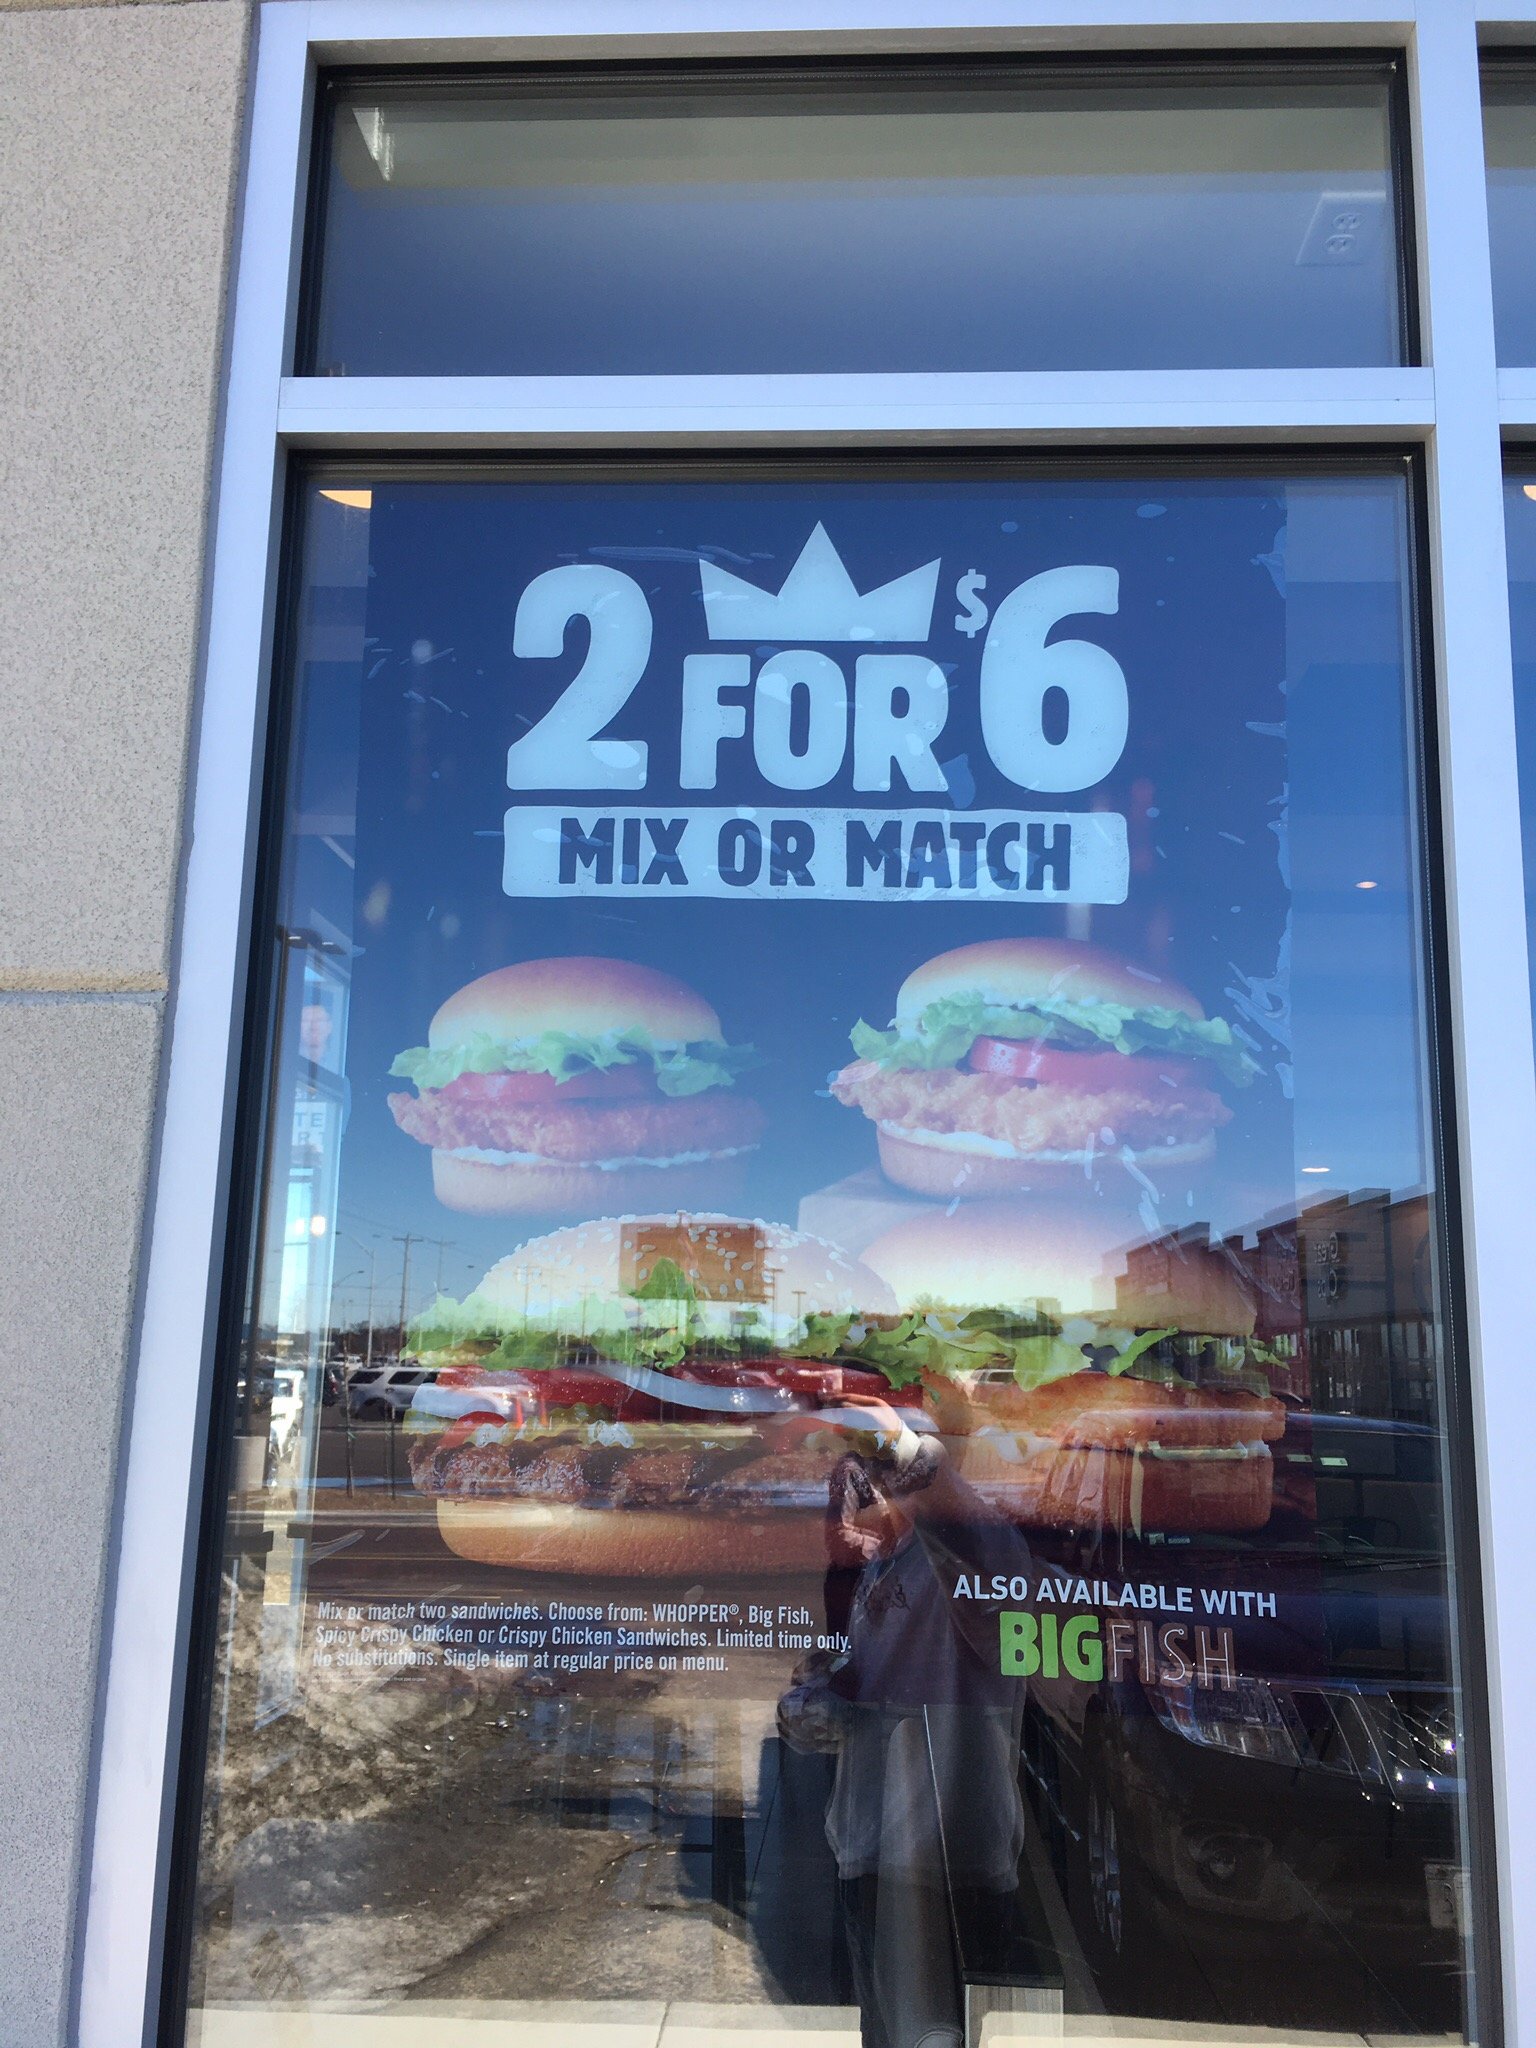 2 FOR $6
MIX OR MATCH
Mix or match two sandwiches. Choose from: WHOPPER®, Big Fish,
Spicy Crispy Chicken or Crispy Chicken Sandwiches. Limited time only.
No substitutions. Single item at regular price on menu.
ALSO AVAILABLE WITH
BIGFISH